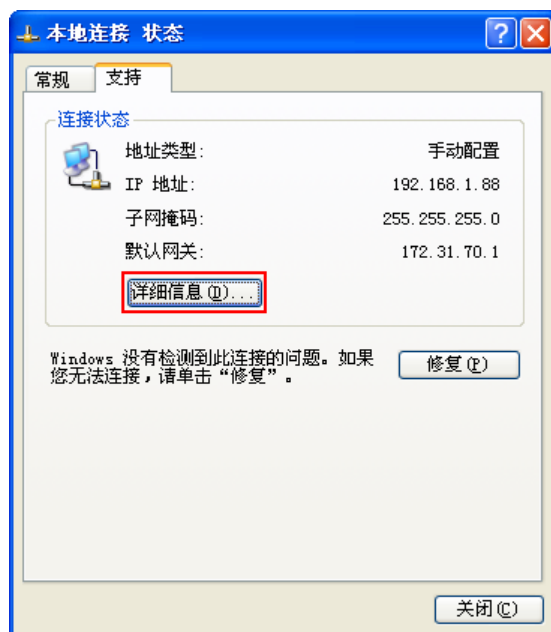 本地连接 状态
常规 支持
连接状态
地址类型: 手动配置
IP 地址: 192.168.1.88
子网掩码: 255.255.255.0
默认网关: 172.31.70.1
详细信息(D)...
Windows 没有检测到此连接的问题。如果
您无法连接,请单击“修复”。
修复(P)
关闭(C)